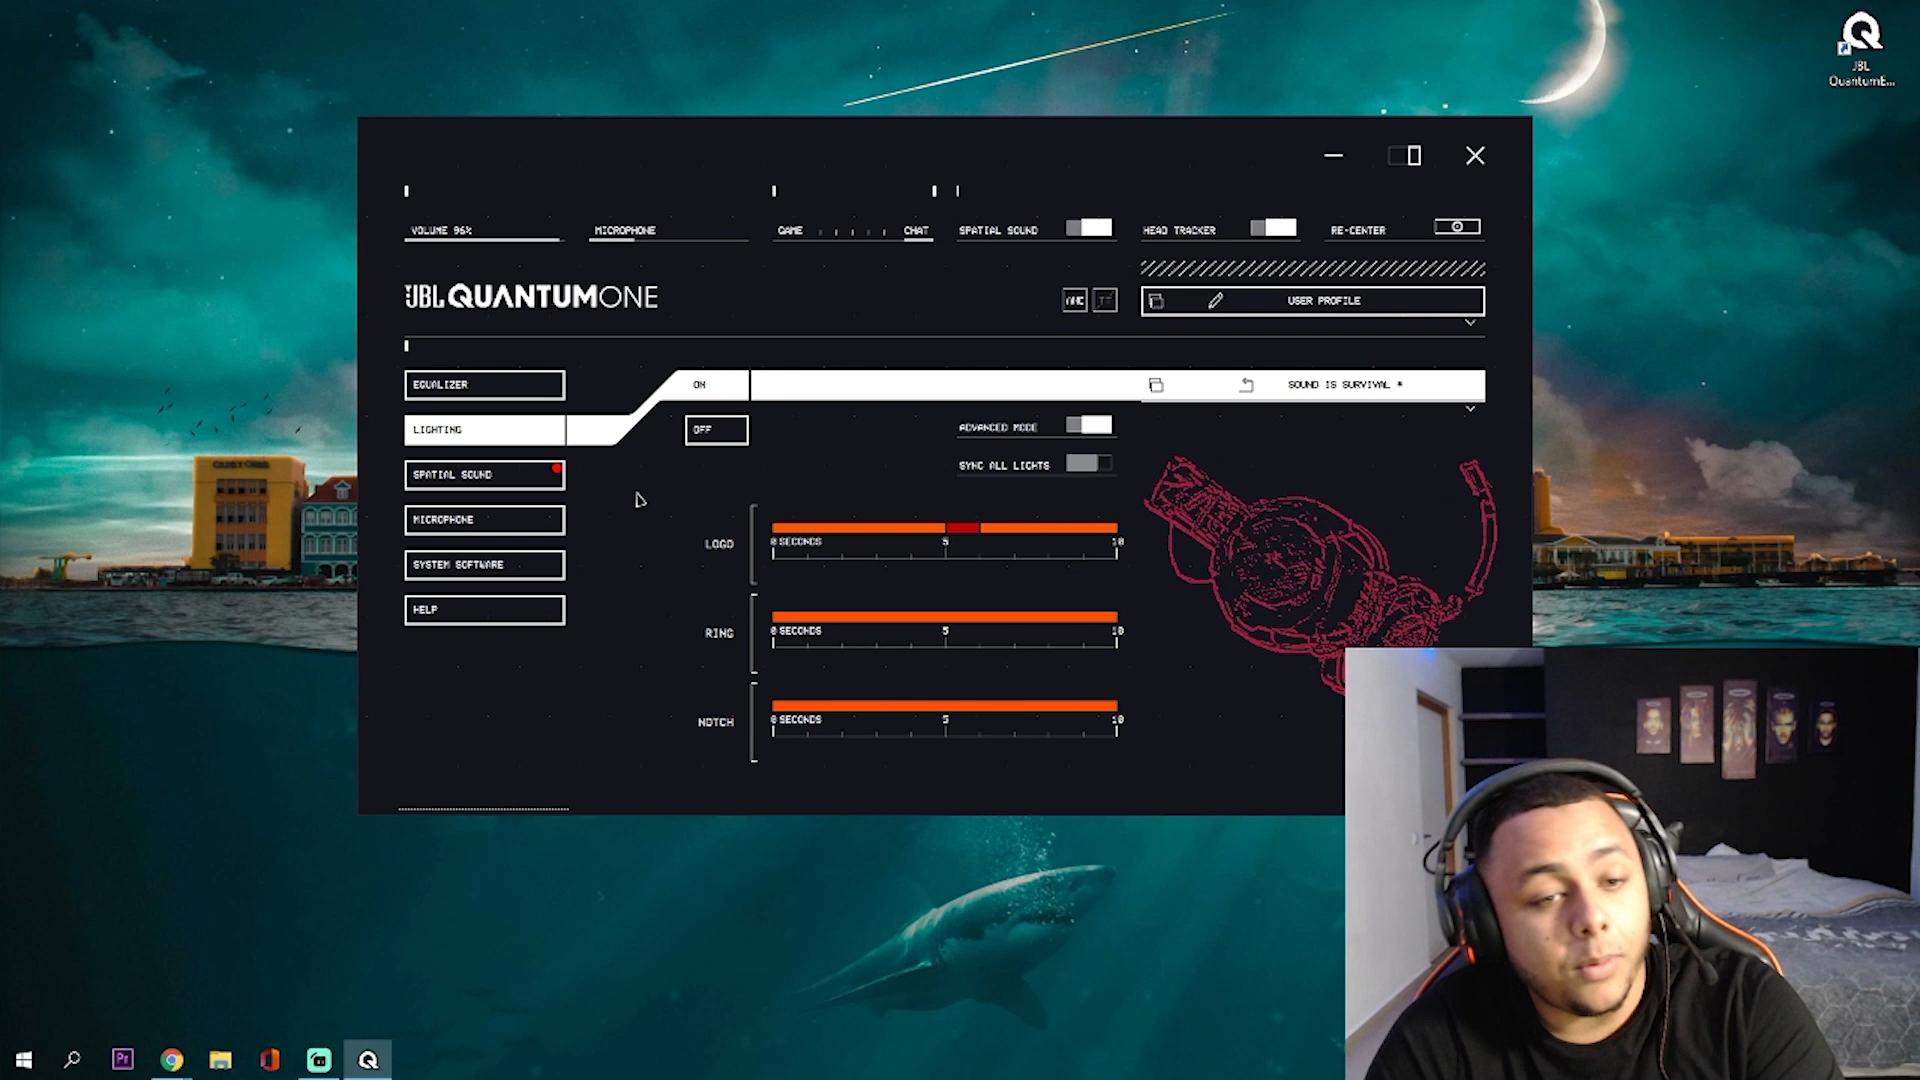 JBL
QuantumE...
VOLUME 96%
MICROPHONE
GAME
CHAT
SPATIAL SOUND
HEAD TRACKER
RE-CENTER
JBL QUANTUMONE
ANC
USER PROFILE
EQUALIZER
ON
SOUND IS SURVIVAL *
LIGHTING
OFF
ADVANCED MODE
SYNC ALL LIGHTS
SPATIAL SOUND
MICROPHONE
SYSTEM SOFTWARE
HELP
LOGO
0 SECONDS 5 10
RING
0 SECONDS 5 10
NOTCH
0 SECONDS 5 10
Pr